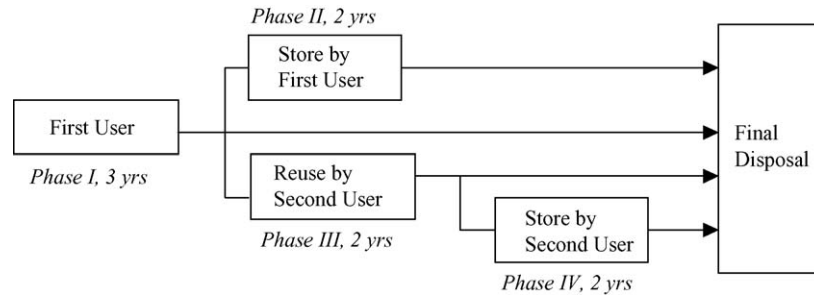 Phase II, 2 yrs
Store by
First User
First User
Phase I, 3 yrs
Reuse by
Second User
Phase III, 2 yrs
Store by
Second User
Phase IV, 2 yrs
Final
Disposal